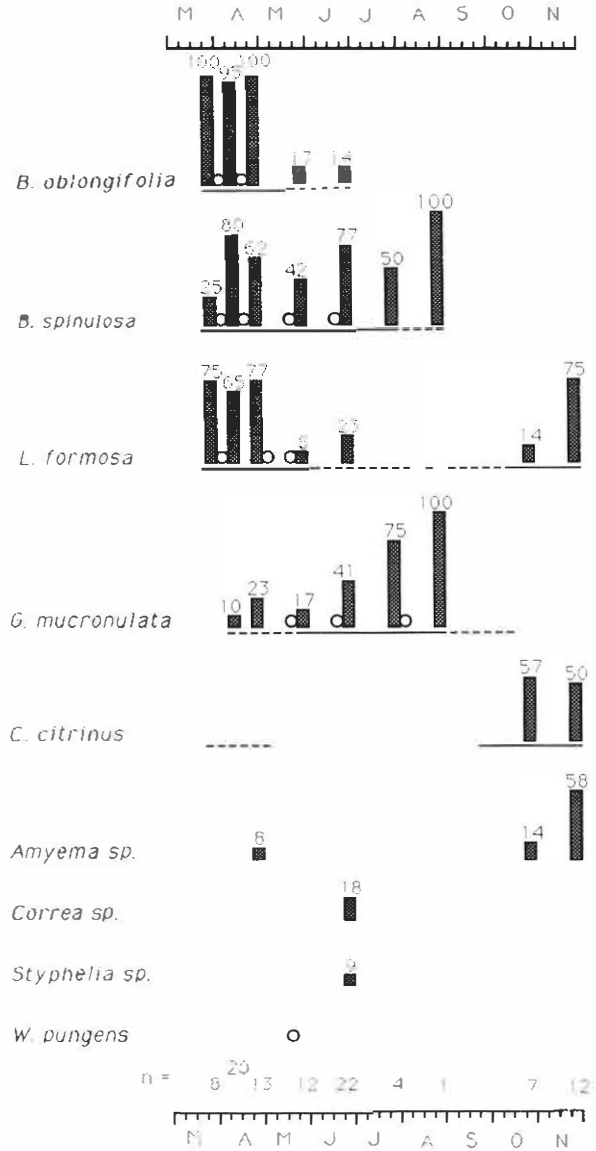 M A M J J A S O N
100 95 100
17 14
B. oblongifolia
100
80 77
62
50
42
25
B. spinulosa
75 65 77 75
25
14
L. formosa
100
75
41
23
17
10
G. mucronulata
57 50
C. citrinus
58
14
8
Amyema sp.
18
Correa sp.
9
Styphelia sp.
W. pungens
n = 8 20 13 12 22 4 1 7 12
M A M J J A S O N